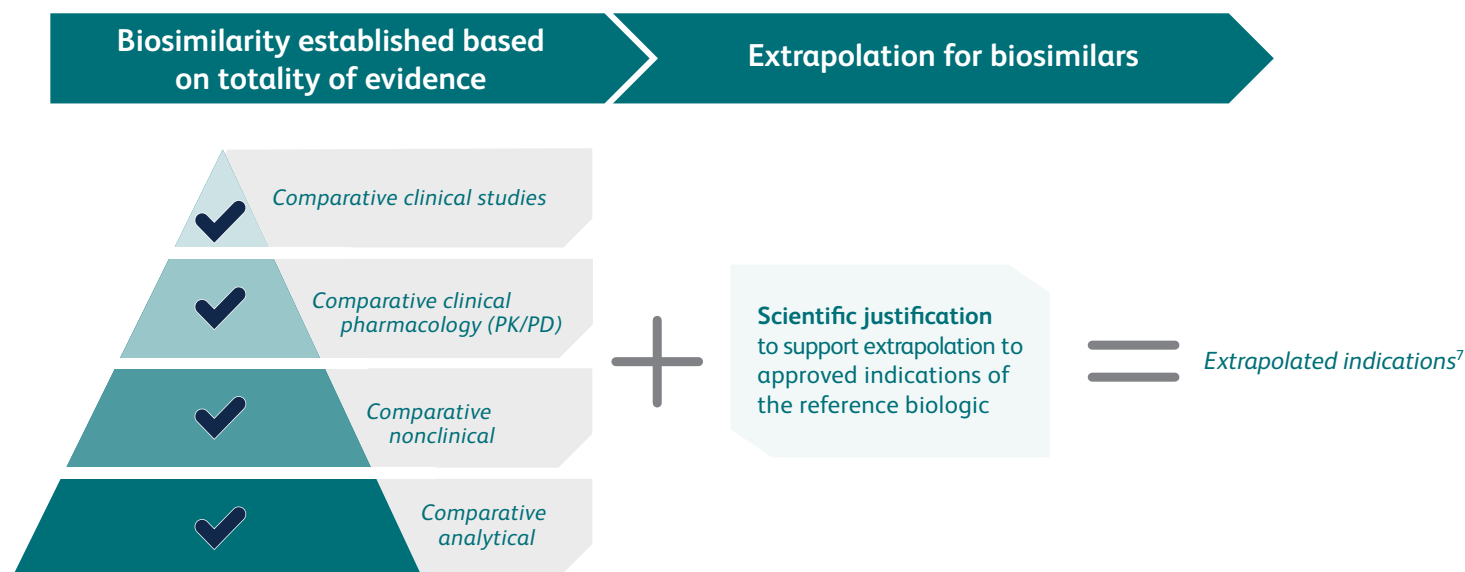 Biosimilarity established based
on totality of evidence
Extrapolation for biosimilars
Comparative clinical studies
Comparative clinical
pharmacology (PK/PD)
Comparative
nonclinical
Comparative
analytical
Scientific justification
to support extrapolation to
approved indications of
the reference biologic
Extrapolated indications⁷